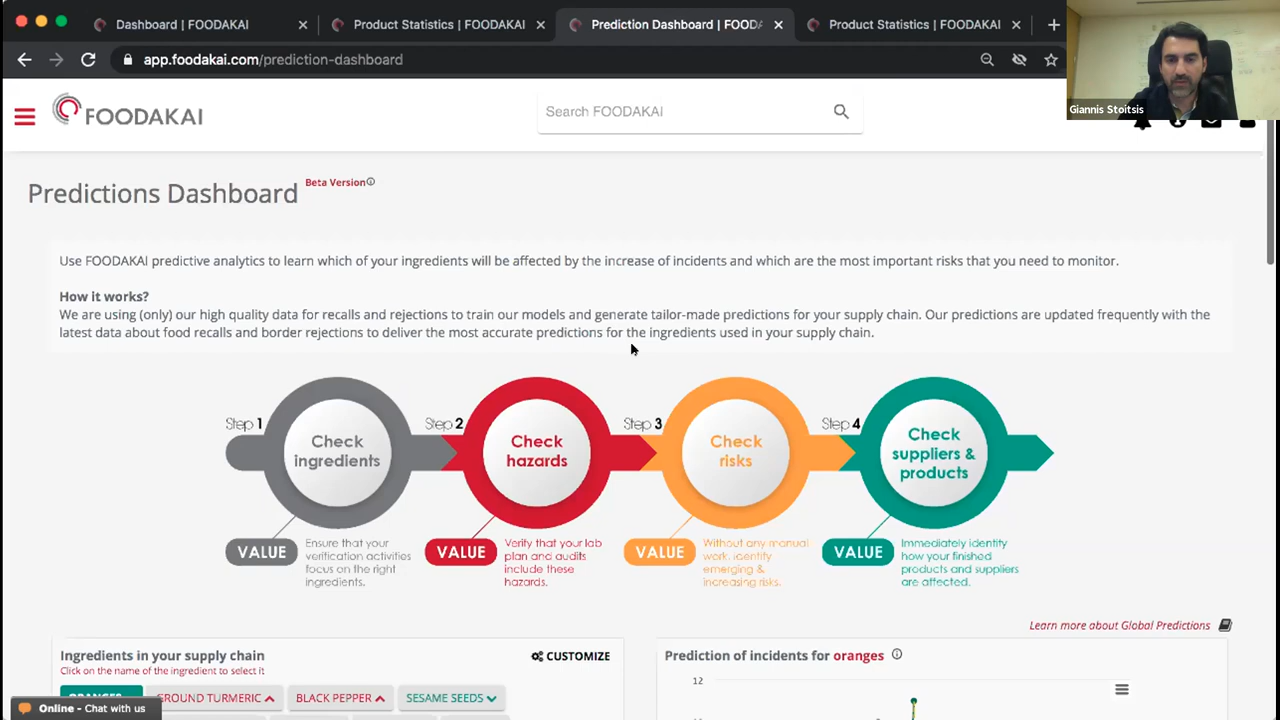 Dashboard | FOODAKAI
Product Statistics | FOODAKAI
Prediction Dashboard | FOOD
Product Statistics | FOODAKAI
app.foodakai.com/prediction-dashboard
Giannis Stoitsis
FOODAKAI
Search FOODAKAI
Predictions Dashboard
Beta Version
Use FOODAKAI predictive analytics to learn which of your ingredients will be affected by the increase of incidents and which are the most important risks that you need to monitor.
How it works?
We are using (only) our high quality data for recalls and rejections to train our models and generate tailor-made predictions for your supply chain. Our predictions are updated frequently with the
latest data about food recalls and border rejections to deliver the most accurate predictions for the ingredients used in your supply chain.
Step 1
Check
ingredients
VALUE
Ensure that your
verification activities
focus on the right
ingredients.
Step 2
Check
hazards
VALUE
Verify that your lab
plan and audits
include these
hazards.
Step 3
Check
risks
VALUE
Without any manual
work, identify
emerging &
increasing risks.
Step 4
Check
suppliers &
products
VALUE
Immediately identify
how your finished
products and suppliers
are affected.
Learn more about Global Predictions
Ingredients in your supply chain
CUSTOMIZE
Click on the name of the ingredient to select it
ORANGES
GROUND TURMERIC
BLACK PEPPER
SESAME SEEDS
Prediction of incidents for oranges
12
Online - Chat with us